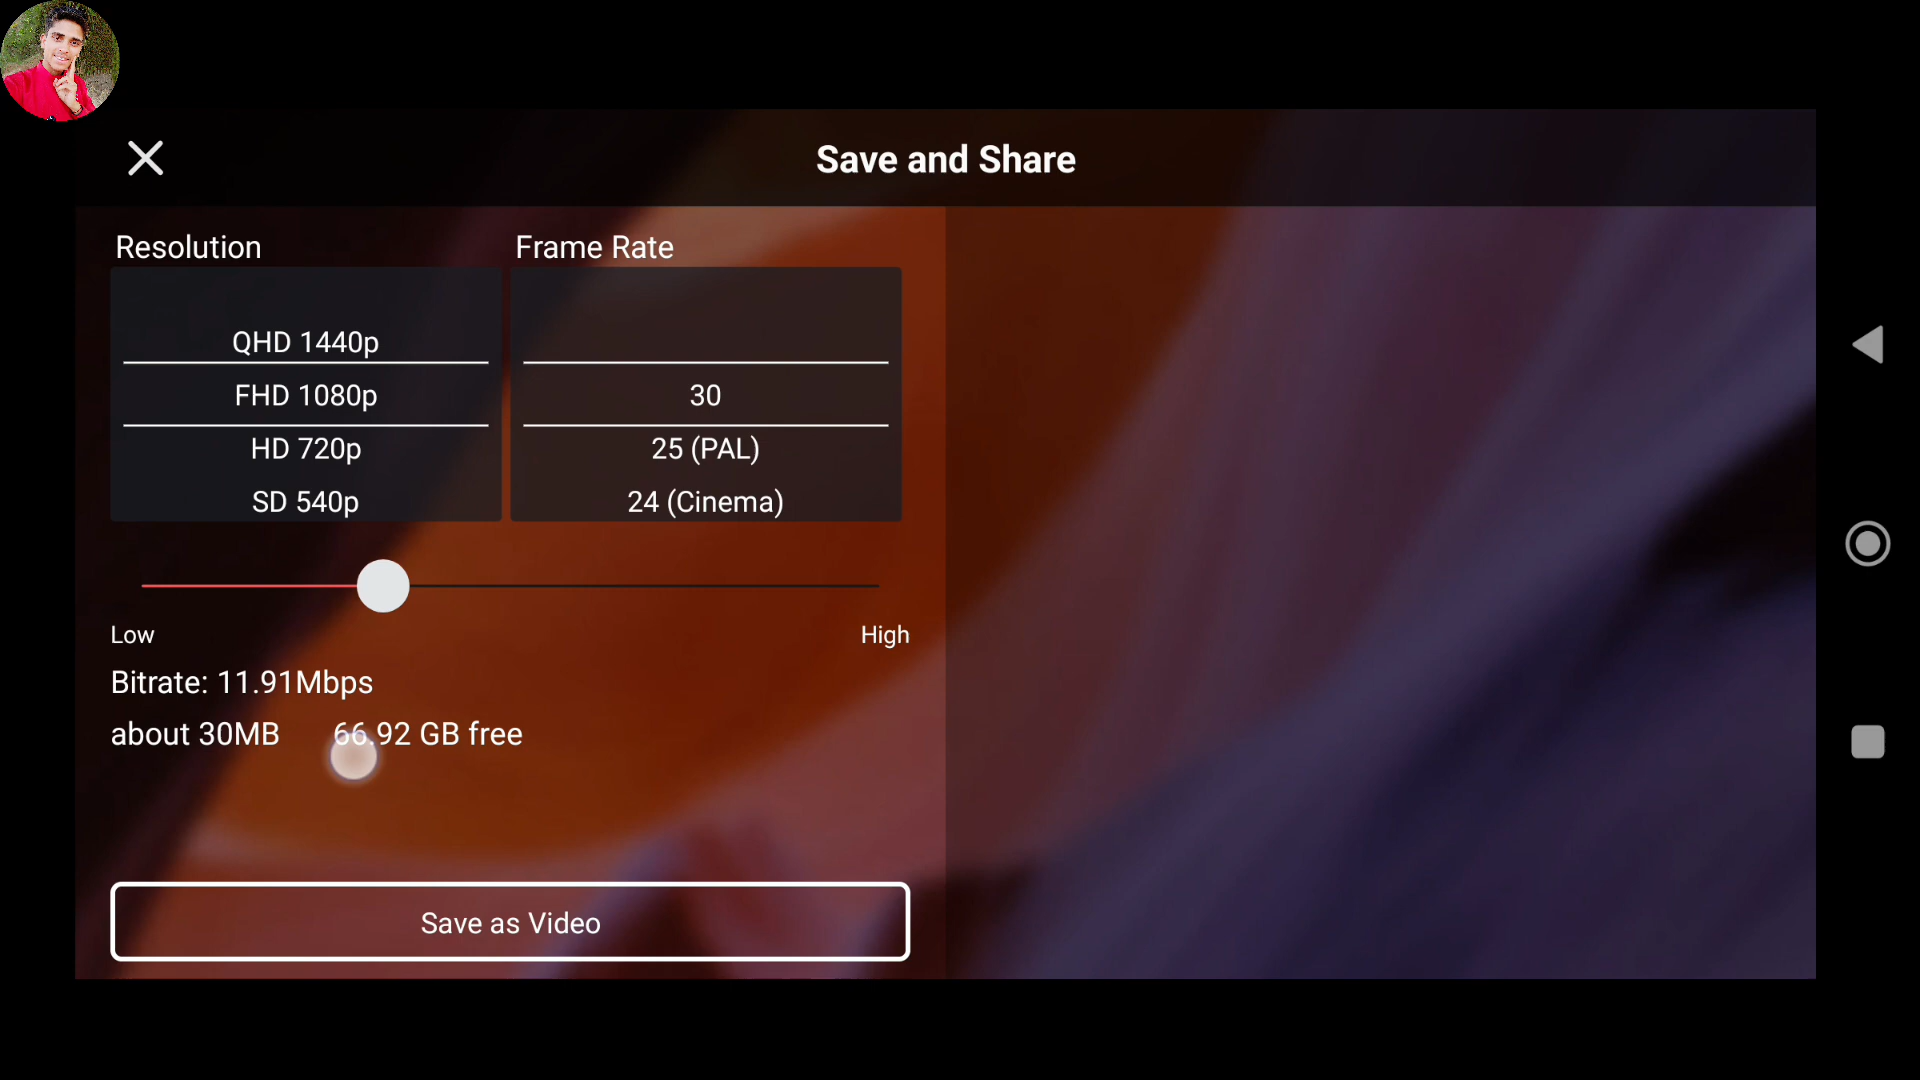 Save and Share
Resolution
Frame Rate
QHD 1440p
FHD 1080p
HD 720p
SD 540p
30
25 (PAL)
24 (Cinema)
Low
High
Bitrate: 11.91Mbps
about 30MB
66.92 GB free
Save as Video